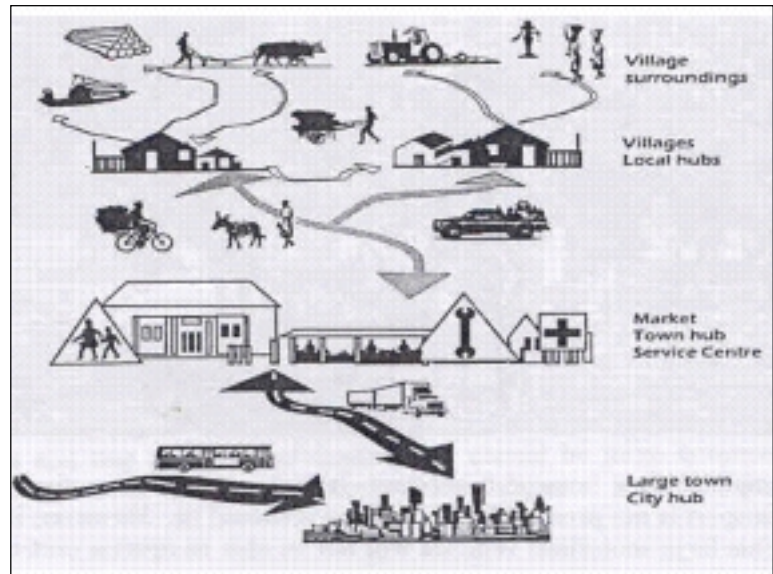 Village
surroundings
Villages
Local hubs
Market
Town hub
Service Centre
Large town
City hub